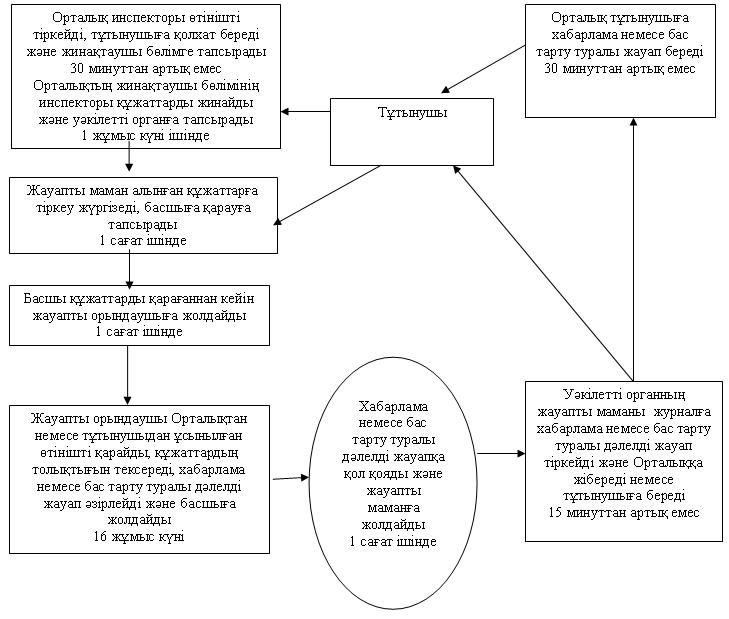 Орталық инспекторы өтінішті
тіркейді, тұтынушыға қолхат береді
және жинақтаушы бөлімге тапсырады
30 минуттан артық емес
Орталықтың жинақтаушы бөлімінің
инспекторы құжаттарды жинайды
және уәкілетті органға тапсырады
1 жұмыс күні ішінде
Орталық тұтынушыға
хабарлама немесе бас
тарту туралы жауап береді
30 минуттан артық емес
Тұтынушы
Жауапты маман алынған құжаттарға
тіркеу жүргізеді, басшыға қарауға
тапсырады
1 сағат ішінде
Басшы құжаттарды қарағаннан кейін
жауапты орындаушыға жолдайды
1 сағат ішінде
Жауапты орындаушы Орталықтан
немесе тұтынушыдан ұсынылған
өтінішті қарайды, құжаттардың
толықтығын тексереді, хабарлама
немесе бас тарту туралы дәлелді
жауап әзірлейді және басшыға
жолдайды
16 жұмыс күні
Хабарлама
немесе бас
тарту туралы
дәлелді жауапқа
қол қояды және
жауапты
маманға
жолдайды
1 сағат ішінде
Уәкілетті органның
жауапты маманы журналға
хабарлама немесе бас тарту
туралы дәлелді жауап
тіркейді және Орталыққа
жібереді немесе
тұтынушыға береді
15 минуттан артық емес